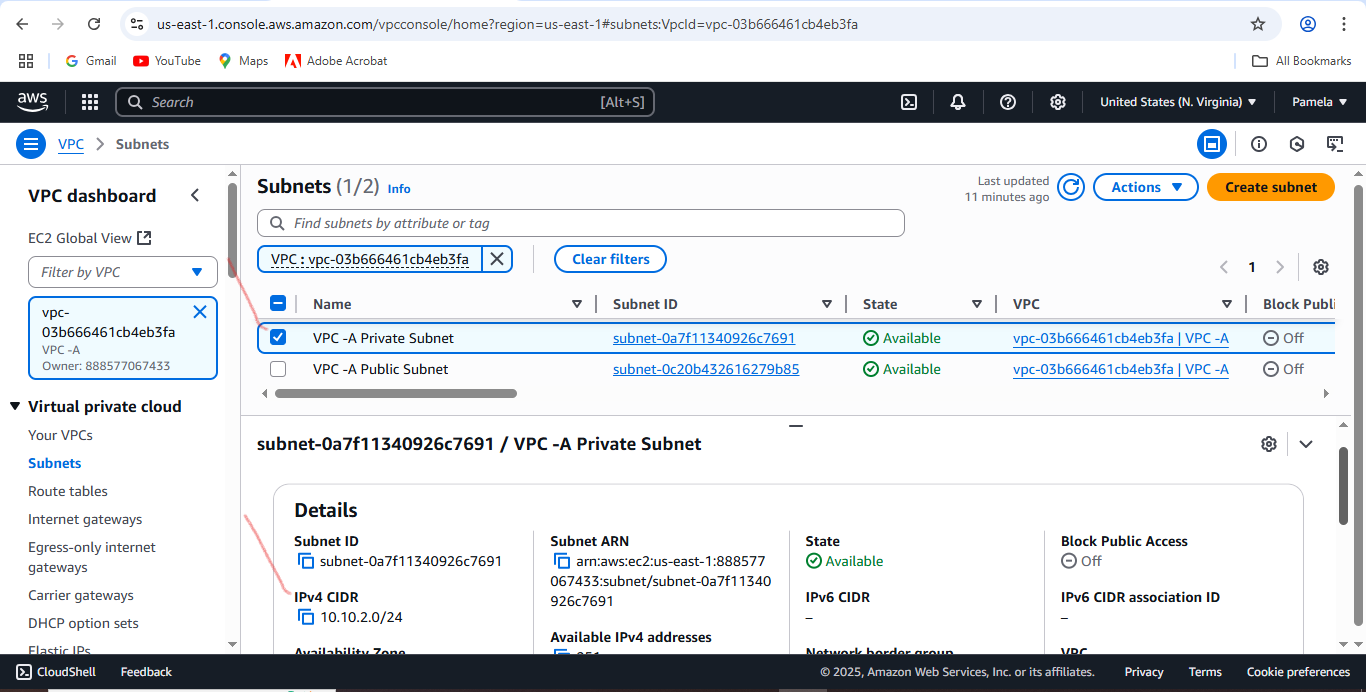 us-east-1.console.aws.amazon.com/vpcconsole/home?region=us-east-1#subnets:VpcId=vpc-03b666461cb4eb3fa
Gmail YouTube Maps Adobe Acrobat All Bookmarks
aws Search [Alt+S] United States (N. Virginia) Pamela
VPC Subnets
VPC dashboard
EC2 Global View
Filter by VPC
vpc-
03b666461cb4eb3fa
VPC -A
Owner: 888577067433
Virtual private cloud
Your VPCs
Subnets
Route tables
Internet gateways
Egress-only internet
gateways
Carrier gateways
DHCP option sets
Elastic IPs
Subnets (1/2) Info
Last updated
11 minutes ago
Actions
Create subnet
Find subnets by attribute or tag
VPC : vpc-03b666461cb4eb3fa
Clear filters
1
Name Subnet ID State VPC Block Publi
VPC -A Private Subnet subnet-0a7f11340926c7691 Available vpc-03b666461cb4eb3fa | VPC -A Off
VPC -A Public Subnet subnet-0c20b432616279b85 Available vpc-03b666461cb4eb3fa | VPC -A Off
subnet-0a7f11340926c7691 / VPC -A Private Subnet
Details
Subnet ID
subnet-0a7f11340926c7691
IPv4 CIDR
10.10.2.0/24
Availability Zone
Subnet ARN
arn:aws:ec2:us-east-1:888577
067433:subnet/subnet-0a7f11340
926c7691
Available IPv4 addresses
State
Available
IPv6 CIDR
–
Network border group
Block Public Access
Off
IPv6 CIDR association ID
–
VPC
CloudShell Feedback © 2025, Amazon Web Services, Inc. or its affiliates. Privacy Terms Cookie preferences